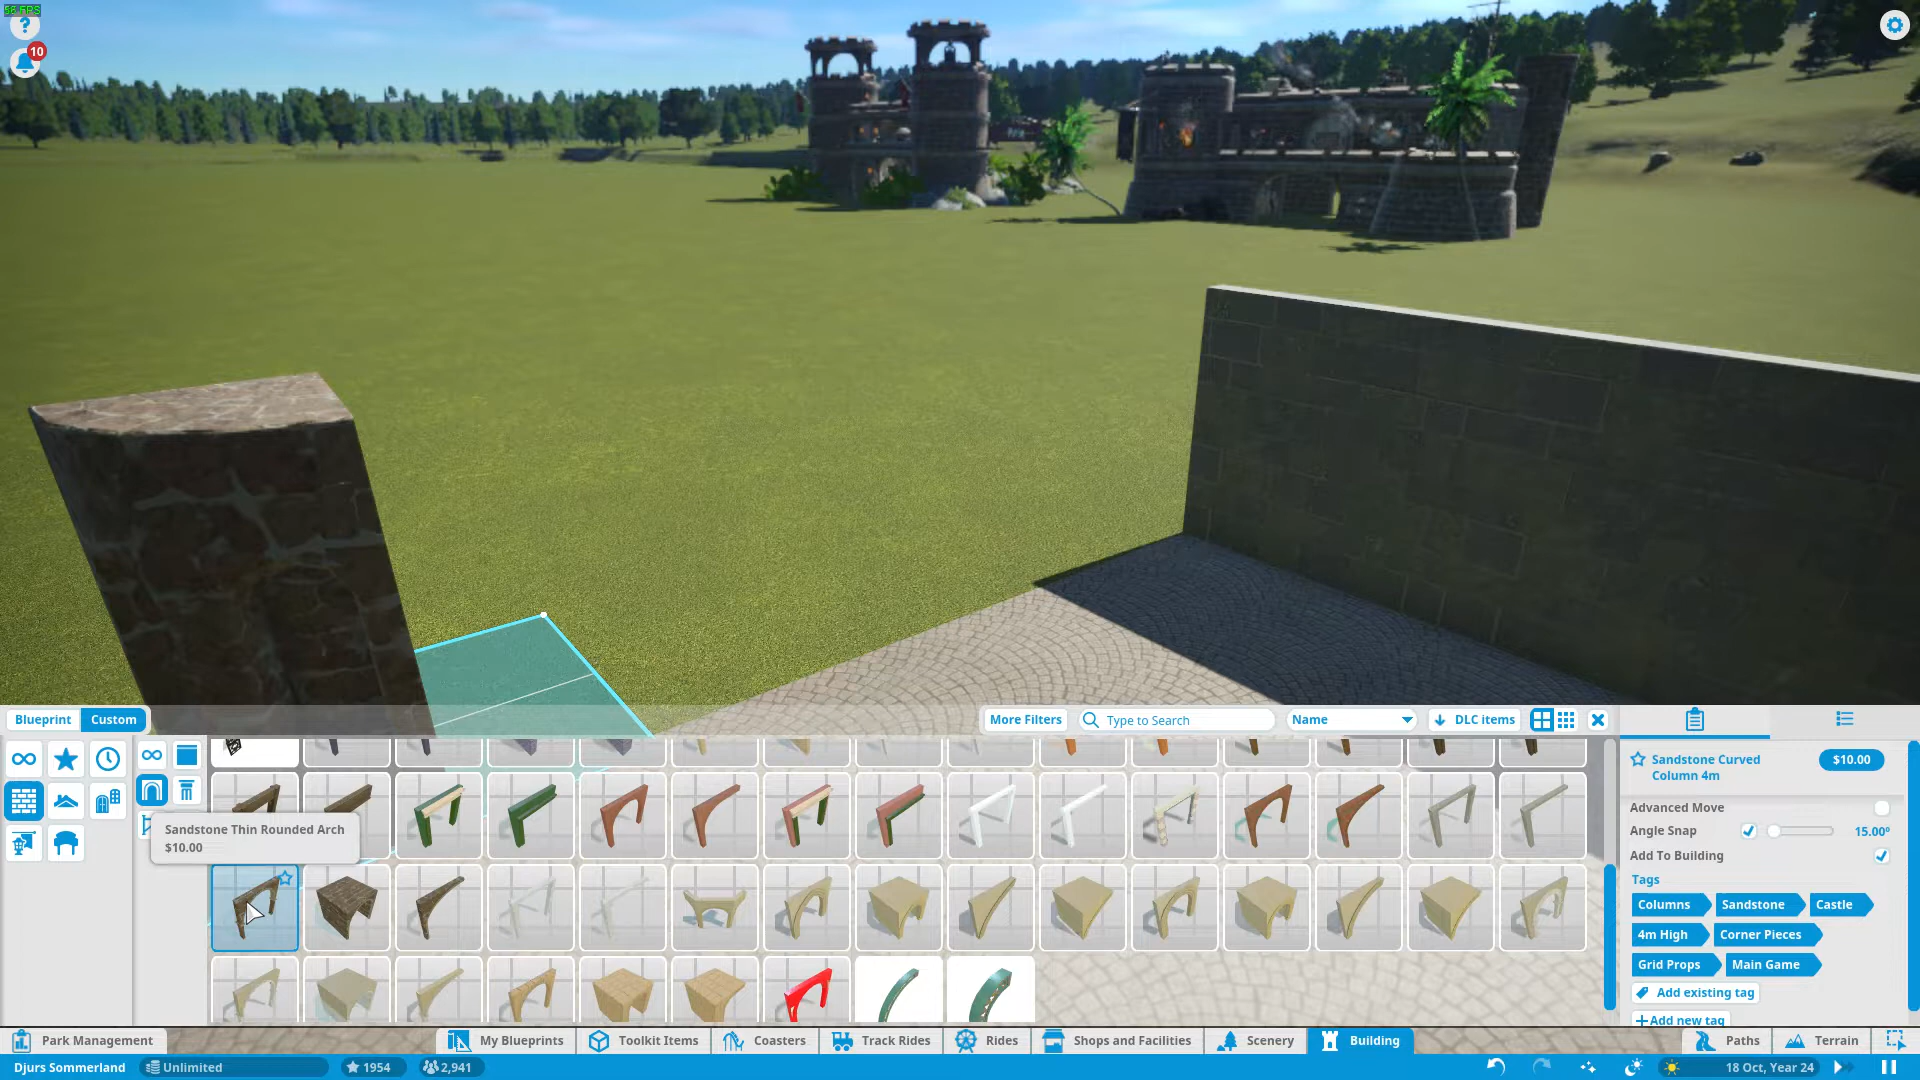 56 FPS
?
10
Blueprint
Custom
More Filters
Type to Search
Name
DLC items
Sandstone Thin Rounded Arch
$10.00
Sandstone Curved
Column 4m
$10.00
Advanced Move
Angle Snap
15.00°
Add To Building
Tags
Columns
Sandstone
Castle
4m High
Corner Pieces
Grid Props
Main Game
Add existing tag
+Add new tag
Park Management
My Blueprints
Toolkit Items
Coasters
Track Rides
Rides
Shops and Facilities
Scenery
Building
Paths
Terrain
Djurs Sommerland
Unlimited
1954
2,941
18 Oct, Year 24